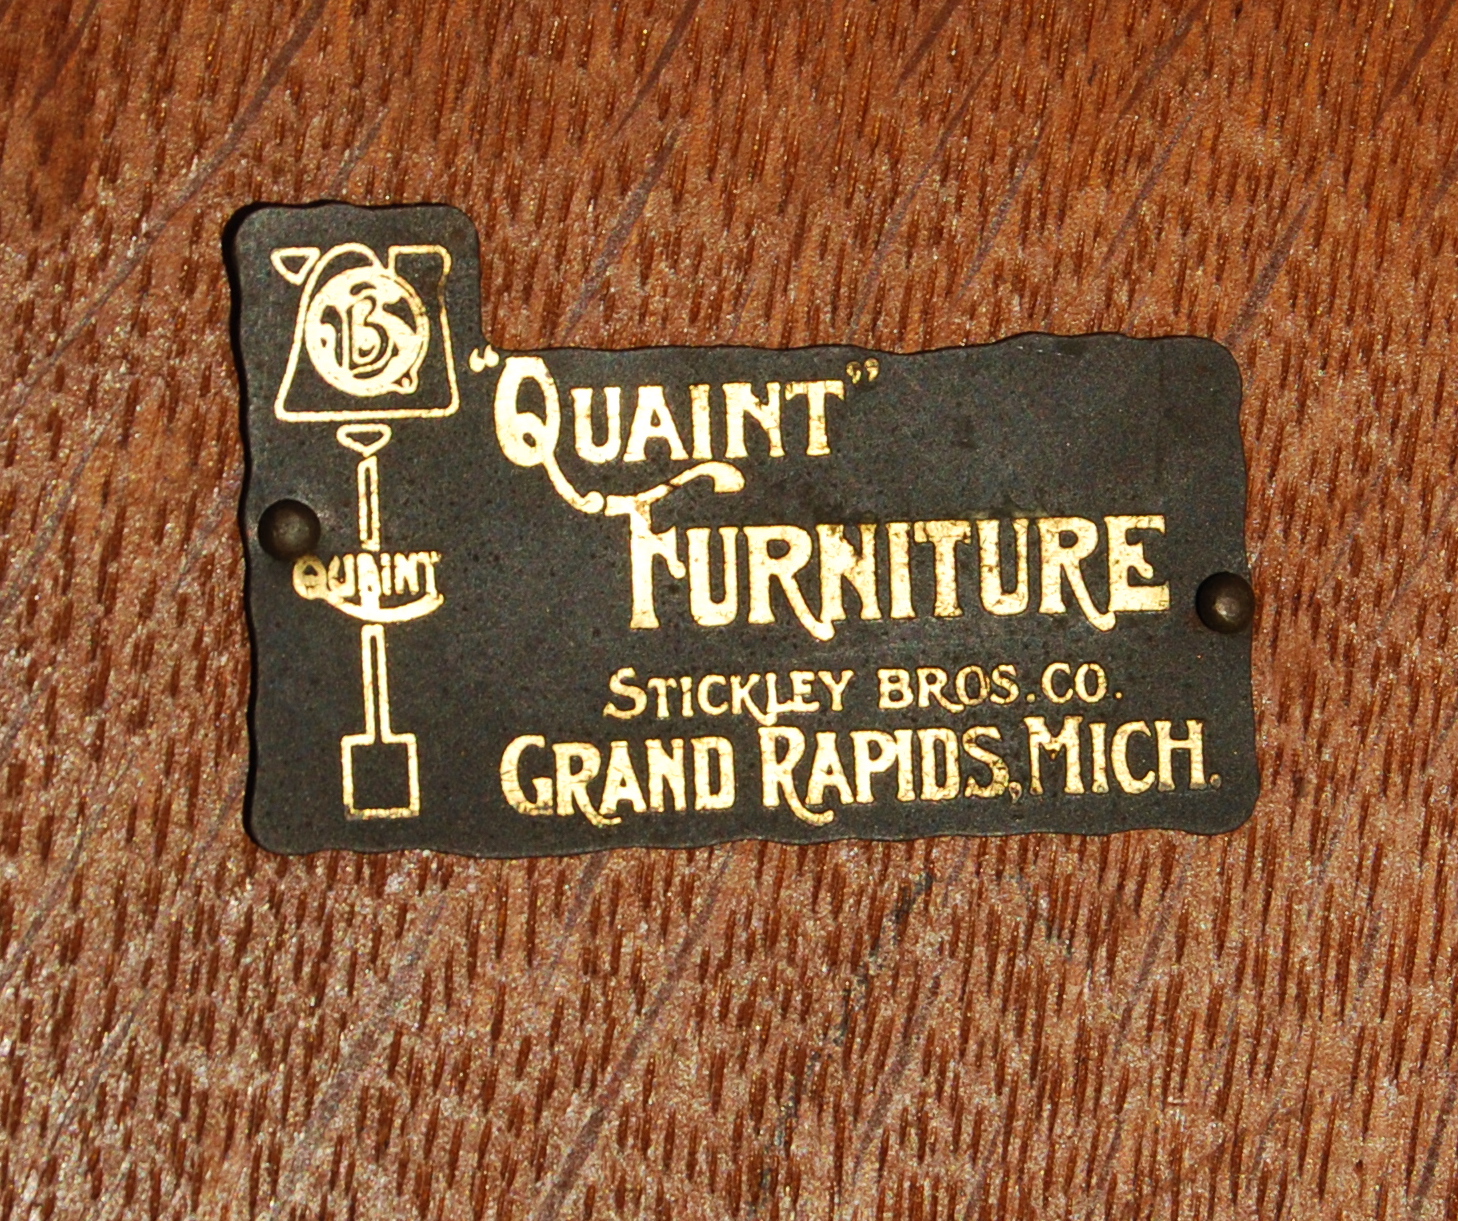 "QUAINT"
FURNITURE
STICKLEY BROS. CO.
GRAND RAPIDS, MICH.
QUAINT